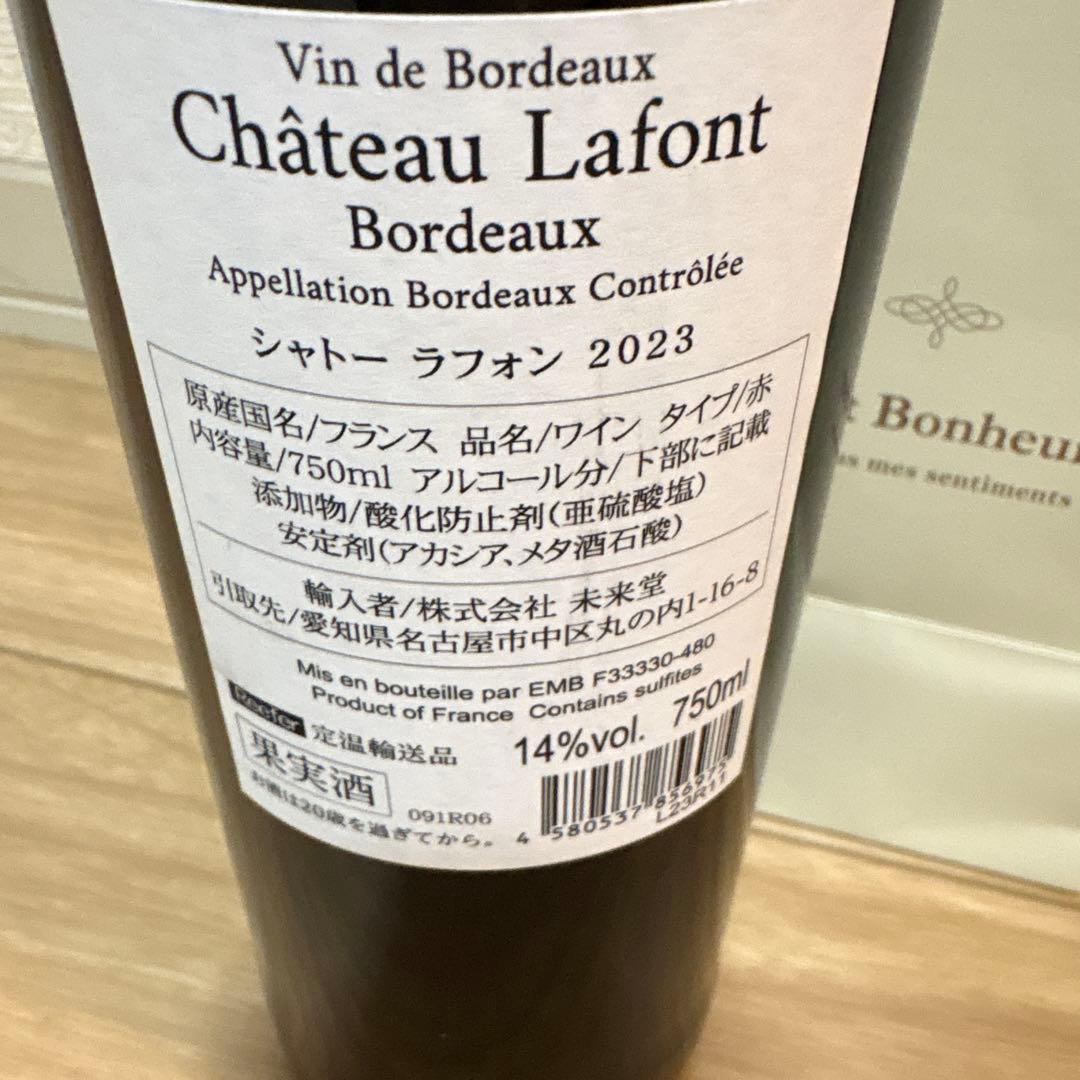 Vin de Bordeaux
Château Lafont
Bordeaux
Appellation Bordeaux Contrôlée
シャトー ラフォン 2023
原産国名/フランス 品名/ワイン タイプ/赤
内容量/750ml アルコール分/下部に記載
添加物/酸化防止剤(亜硫酸塩)
安定剤(アカシア、メタ酒石酸)
輸入者/株式会社 未来堂
引取先/愛知県名古屋市中区丸の内1-16-8
Mis en bouteille par EMB F33330-480
Product of France Contains sulfites
Reefer 定温輸送品 14%vol. 750ml
果実酒
お酒は20歳を過ぎてから。 091R06
4 580537 856575
L23R11
Bonheur
mes sentiments